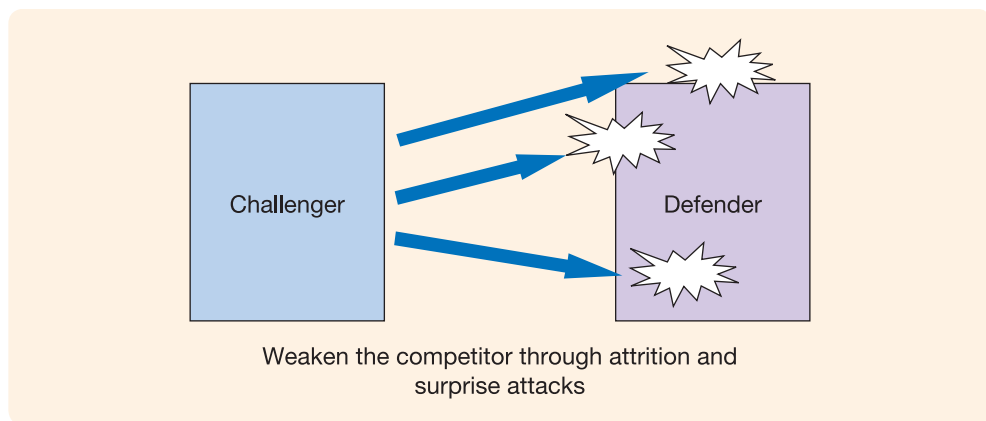 Challenger
Defender
Weaken the competitor through attrition and
surprise attacks